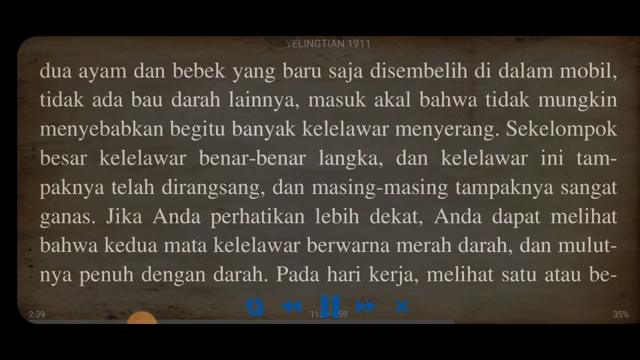 YELINGTIAN 1911
dua ayam dan bebek yang baru saja disembelih di dalam mobil,
tidak ada bau darah lainnya, masuk akal bahwa tidak mungkin
menyebabkan begitu banyak kelelawar menyerang. Sekelompok
besar kelelawar benar-benar langka, dan kelelawar ini tam-
paknya telah dirangsang, dan masing-masing tampaknya sangat
ganas. Jika Anda perhatikan lebih dekat, Anda dapat melihat
bahwa kedua mata kelelawar berwarna merah darah, dan mulut-
nya penuh dengan darah. Pada hari kerja, melihat satu atau be-
2:39
35%